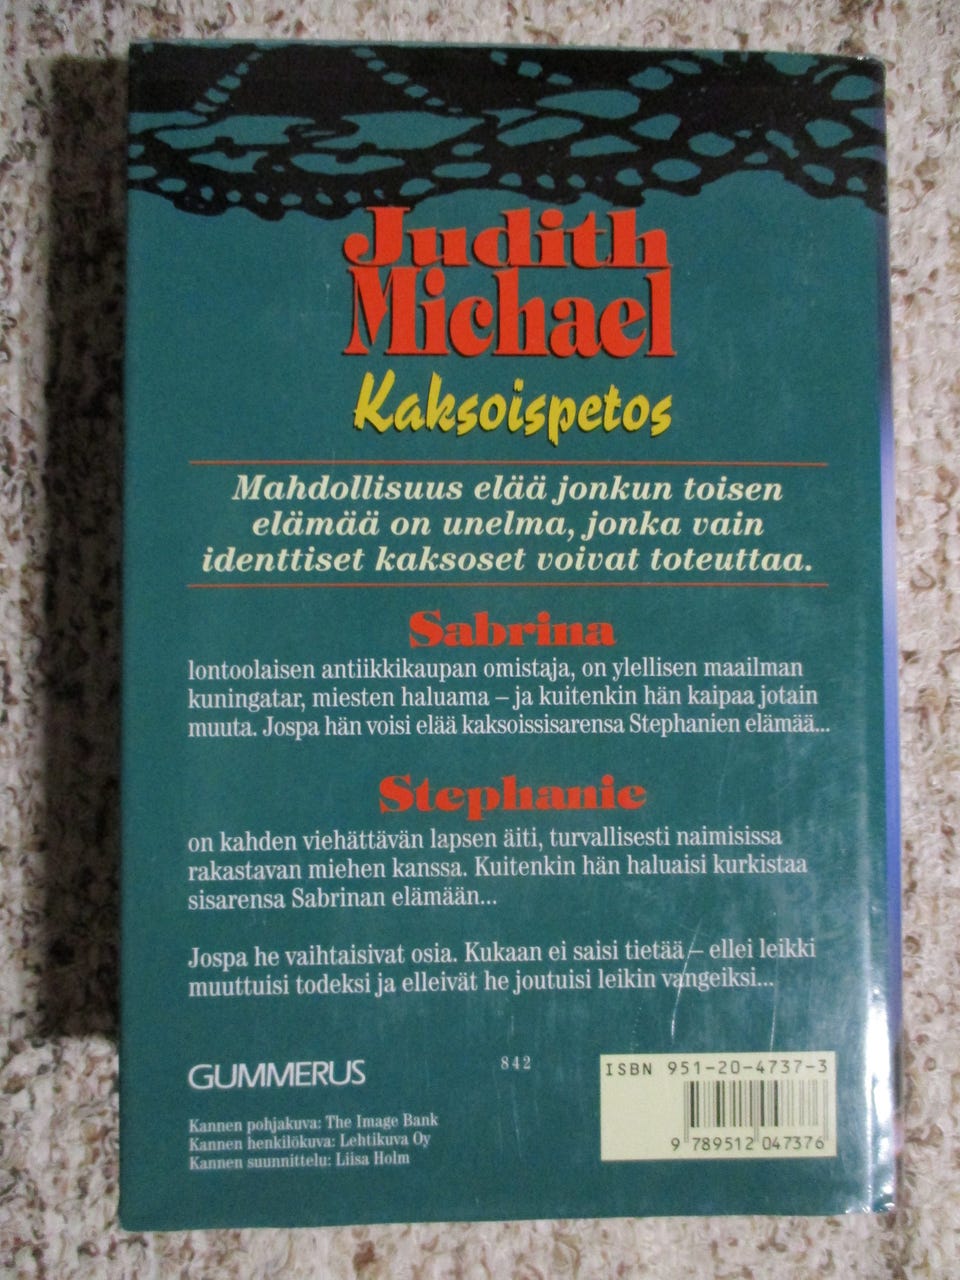 Judith
Michael
Kaksoispetos
Mahdollisuus elää jonkun toisen
elämää on unelma, jonka vain
identtiset kaksoset voivat toteuttaa.
Sabrina
lontoolaisen antiikkikaupan omistaja, on ylellisen maailman
kuningatar, miesten haluama – ja kuitenkin hän kaipaa jotain
muuta. Jospa hän voisi elää kaksoissisarensa Stephanien elämää...
Stephanie
on kahden viehättävän lapsen äiti, turvallisesti naimisissa
rakastavan miehen kanssa. Kuitenkin hän haluaisi kurkistaa
sisarensa Sabrinan elämään...
Jospa he vaihtaisivat osia. Kukaan ei saisi tietää – ellei leikki
muuttuisi todeksi ja elleivät he joutuisi leikin vangeiksi...
GUMMERUS
842
ISBN 951-20-4737-3
9 789512 047376
Kannen pohjakuva: The Image Bank
Kannen henkilökuva: Lehtikuva Oy
Kannen suunnittelu: Liisa Holm